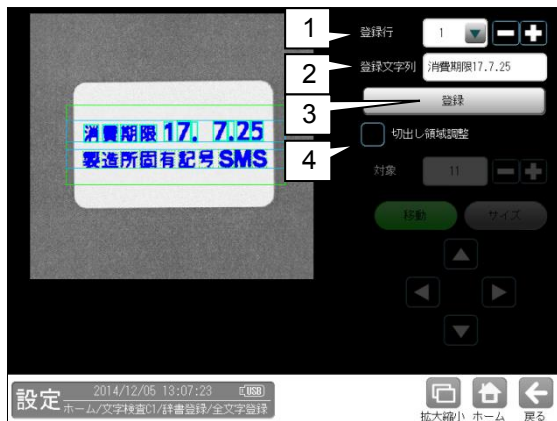 消費期限 17. 7.25
製造所固有記号 SMS
1
登録行
1
2
登録文字列
消費期限17.7.25
3
登録
4
切出し領域調整
対象
11
移動
サイズ
設定
2014/12/05 13:07:23
USB
ホーム/文字検査C1/辞書登録/全文字登録
拡大縮小
ホーム
戻る